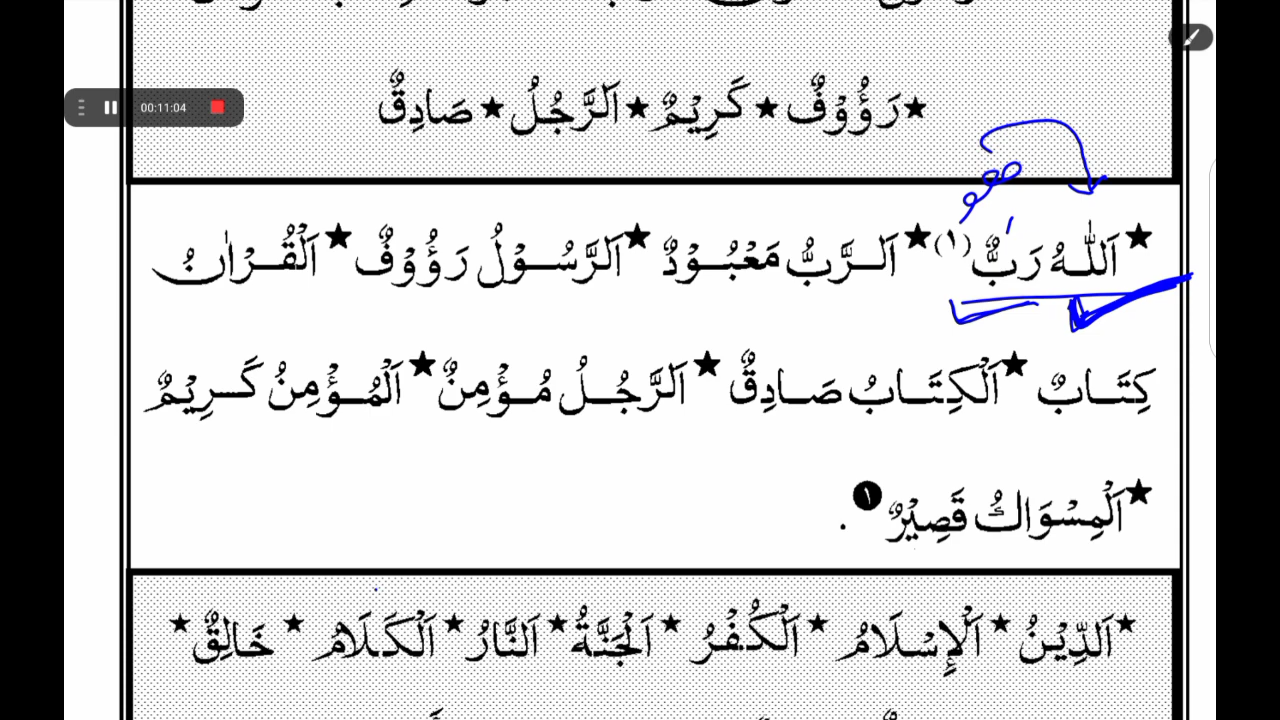 00:11:04
★رَؤُوْفٌ ★ كَرِيْمٌ ★ اَلرَّجُلُ ★ صَادِقٌ
★اَللّٰهُ رَبٌّ (١) ★ اَلرَّبُّ مَعْبُوْدٌ ★ اَلرَّسُوْلُ رَؤُوْفٌ ★ اَلْقُرْاٰنُ
كِتَابٌ ★ اَلْكِتَابُ صَادِقٌ ★ اَلرَّجُلُ مُؤْمِنٌ ★ اَلْمُؤْمِنُ كَرِيْمٌ
★اَلْمِسْوَاكُ قَصِيْرٌ ❶ .
★اَلدِّيْنُ ★ اَلْإِسْلَامُ ★ اَلْكُفْرُ ★ اَلْجَنَّةُ ★ اَلنَّارُ ★ اَلْكَلَامُ ★ خَالِقٌ ★